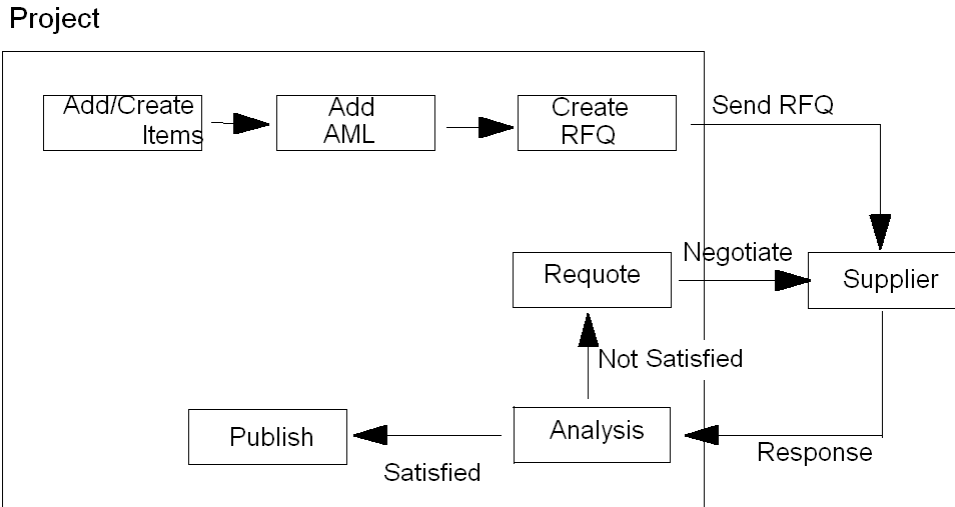 Project
Add/Create
Items
Add
AML
Create
RFQ
Send RFQ
Requote
Negotiate
Supplier
Not Satisfied
Publish
Satisfied
Analysis
Response